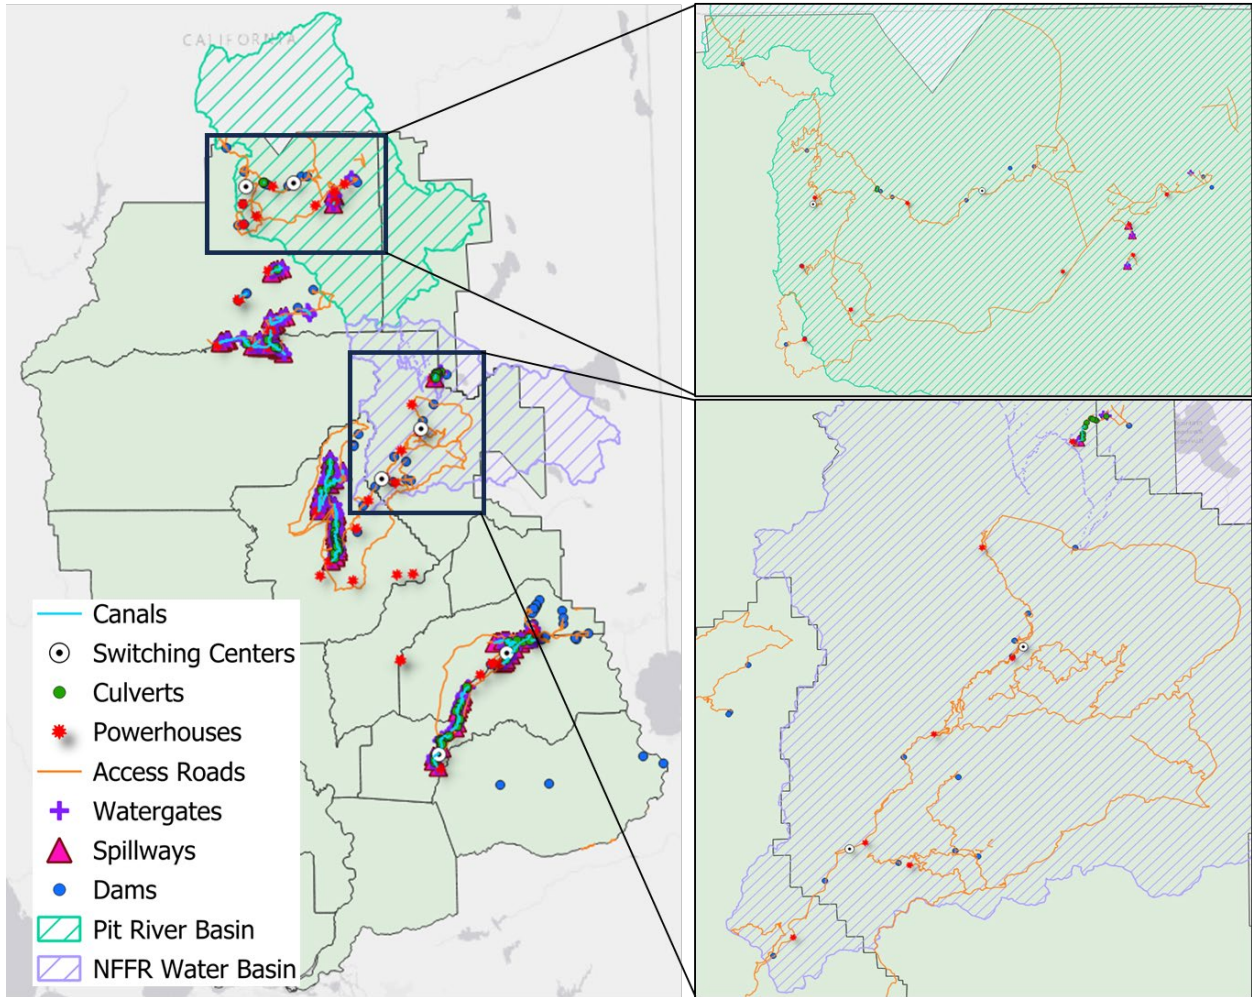 CALIFORNIA
Canals
Switching Centers
Culverts
Powerhouses
Access Roads
Watergates
Spillways
Dams
Pit River Basin
NFFR Water Basin